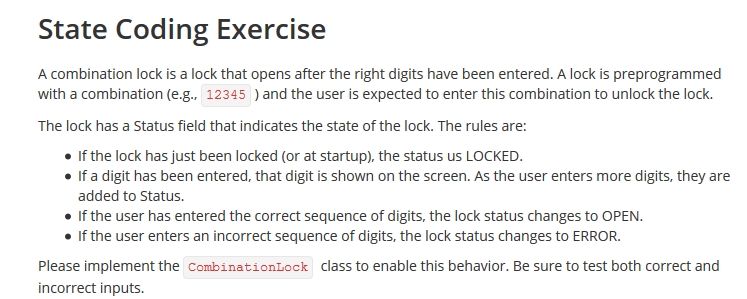 State Coding Exercise
A combination lock is a lock that opens after the right digits have been entered. A lock is preprogrammed
with a combination (e.g., 12345 ) and the user is expected to enter this combination to unlock the lock.
The lock has a Status field that indicates the state of the lock. The rules are:
• If the lock has just been locked (or at startup), the status us LOCKED.
• If a digit has been entered, that digit is shown on the screen. As the user enters more digits, they are
added to Status.
• If the user has entered the correct sequence of digits, the lock status changes to OPEN.
• If the user enters an incorrect sequence of digits, the lock status changes to ERROR.
Please implement the CombinationLock class to enable this behavior. Be sure to test both correct and
incorrect inputs.